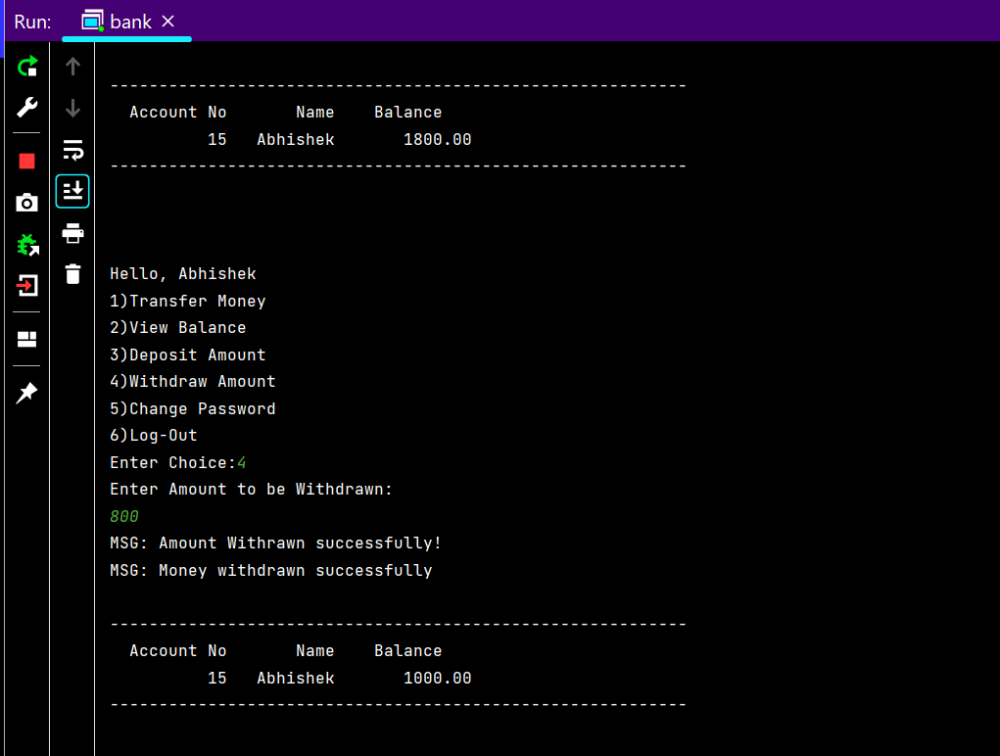 Run: bank
-----------------------------------------------------------
  Account No       Name    Balance
          15   Abhishek       1800.00
-----------------------------------------------------------
Hello, Abhishek
1)Transfer Money
2)View Balance
3)Deposit Amount
4)Withdraw Amount
5)Change Password
6)Log-Out
Enter Choice:4
Enter Amount to be Withdrawn:
800
MSG: Amount Withrawn successfully!
MSG: Money withdrawn successfully
-----------------------------------------------------------
  Account No       Name    Balance
          15   Abhishek       1000.00
-----------------------------------------------------------